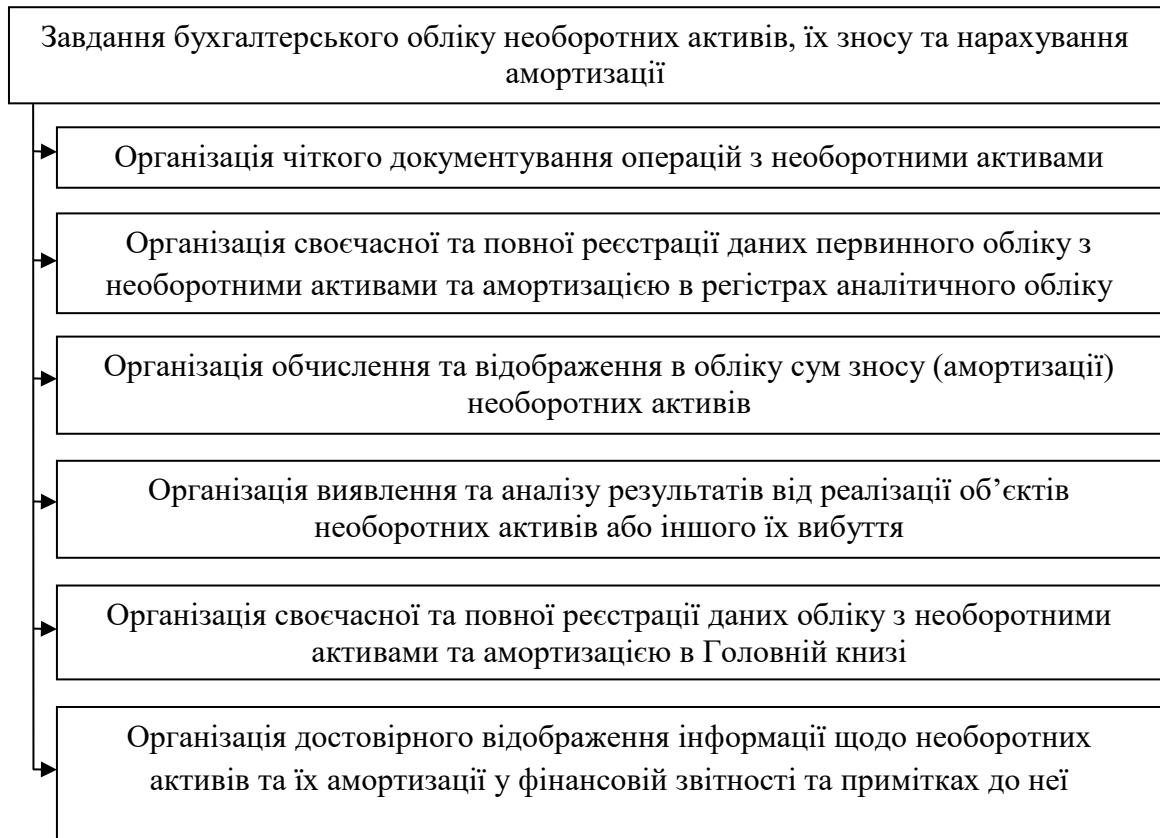 Завдання бухгалтерського обліку необоротних активів, їх зносу та нарахування
амортизації
Організація чіткого документування операцій з необоротними активами
Організація своєчасної та повної реєстрації даних первинного обліку з
необоротними активами та амортизацією в регістрах аналітичного обліку
Організація обчислення та відображення в обліку сум зносу (амортизації)
необоротних активів
Організація виявлення та аналізу результатів від реалізації об’єктів
необоротних активів або іншого їх вибуття
Організація своєчасної та повної реєстрації даних обліку з необоротними
активами та амортизацією в Головній книзі
Організація достовірного відображення інформації щодо необоротних
активів та їх амортизації у фінансовій звітності та примітках до неї